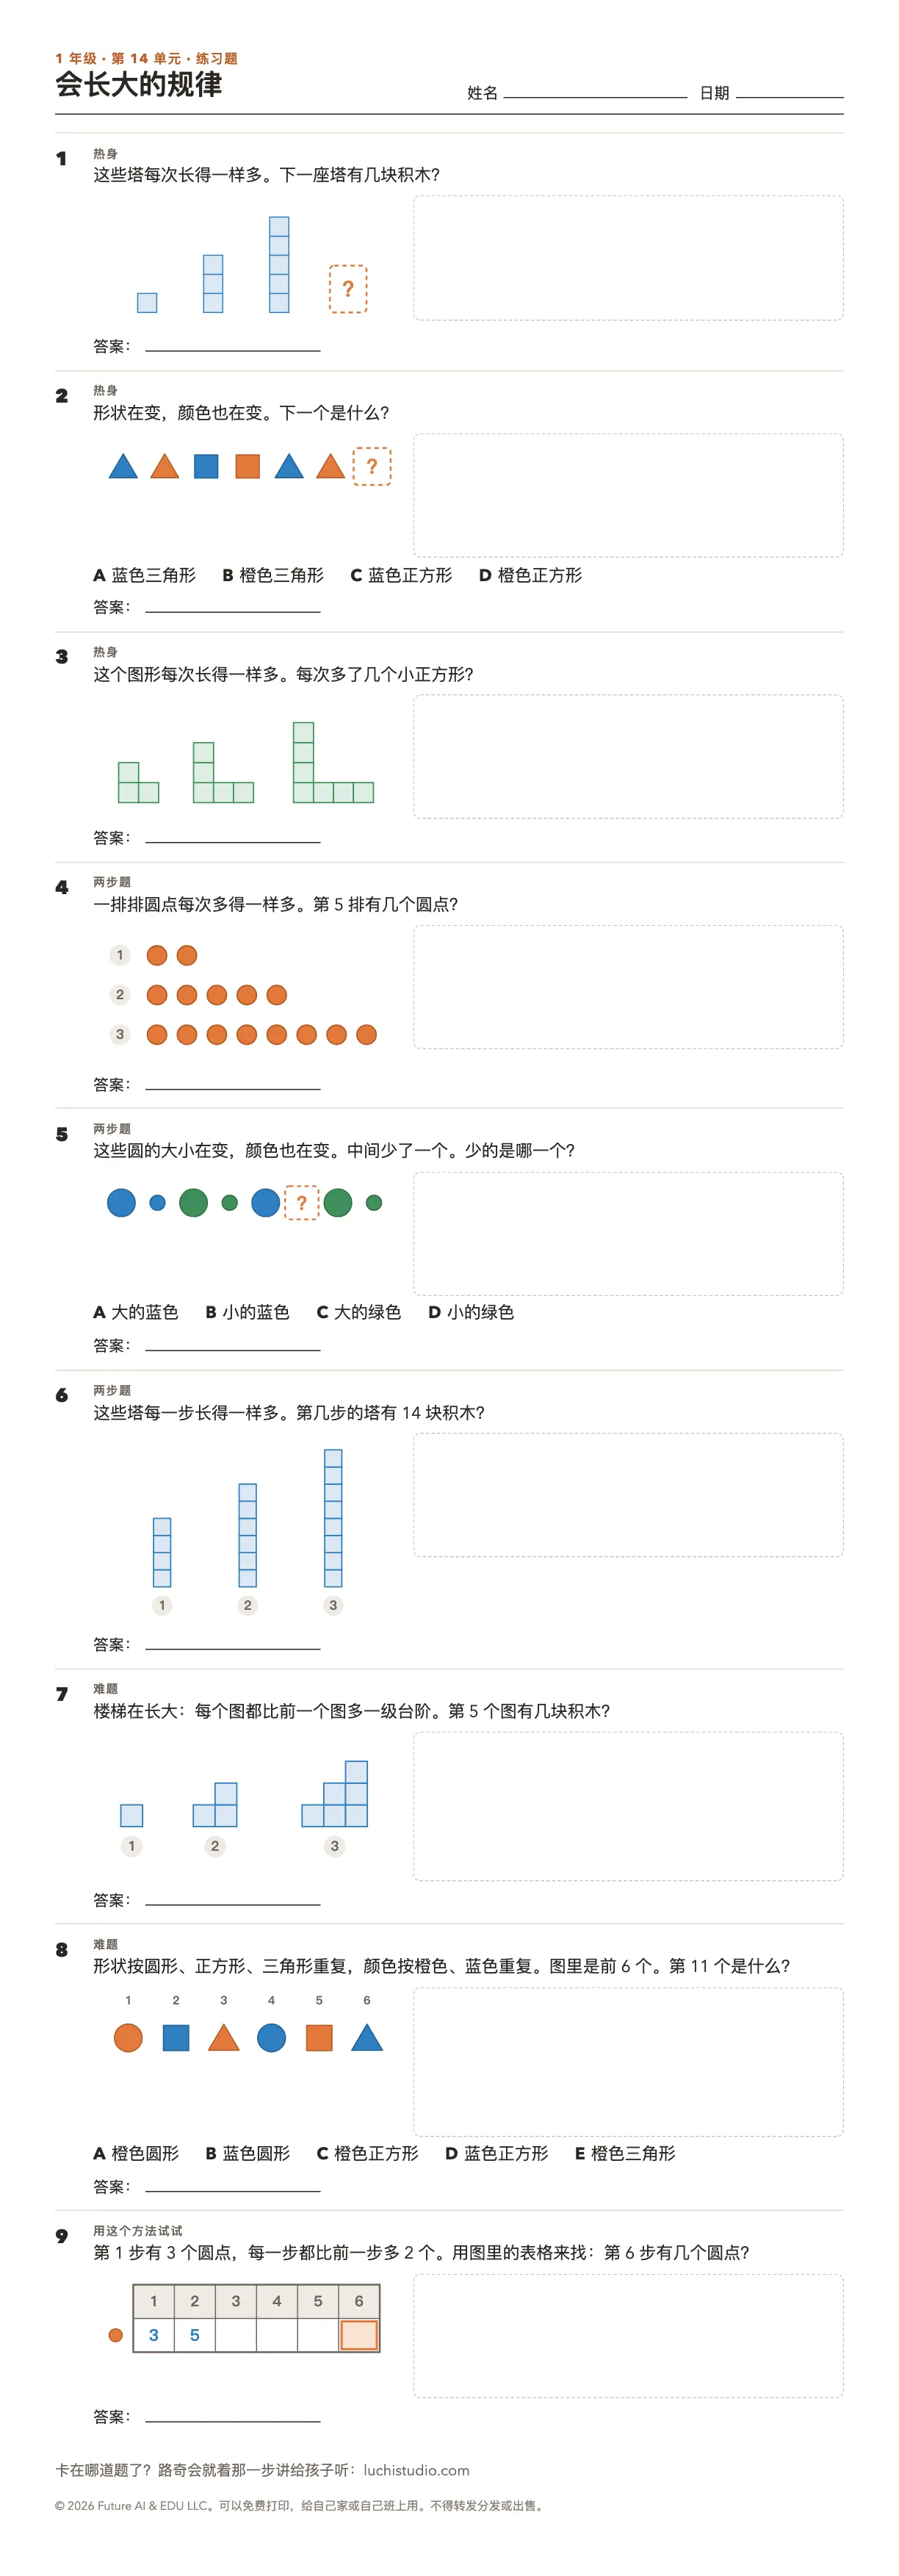 1 年级・第 14 单元・练习题
会长大的规律
姓名 日期
1 热身
这些塔每次长得一样多。下一座塔有几块积木？
?
答案：
2 热身
形状在变，颜色也在变。下一个是什么？
?
A 蓝色三角形 B 橙色三角形 C 蓝色正方形 D 橙色正方形
答案：
3 热身
这个图形每次长得一样多。每次多了几个小正方形？
答案：
4 两步题
一排排圆点每次多得一样多。第 5 排有几个圆点？
1
2
3
答案：
5 两步题
这些圆的大小在变，颜色也在变。中间少了一个。少的是哪一个？
?
A 大的蓝色 B 小的蓝色 C 大的绿色 D 小的绿色
答案：
6 两步题
这些塔每一步长得一样多。第几步的塔有 14 块积木？
1 2 3
答案：
7 难题
楼梯在长大：每个图都比前一个图多一级台阶。第 5 个图有几块积木？
1 2 3
答案：
8 难题
形状按圆形、正方形、三角形重复，颜色按橙色、蓝色重复。图里是前 6 个。第 11 个是什么？
1 2 3 4 5 6
A 橙色圆形 B 蓝色圆形 C 橙色正方形 D 蓝色正方形 E 橙色三角形
答案：
9 用这个方法试试
第 1 步有 3 个圆点，每一步都比前一步多 2 个。用图里的表格来找：第 6 步有几个圆点？
1 2 3 4 5 6
3 5
答案：
卡在哪道题了？路奇会就着那一步讲给孩子听：luchistudio.com
© 2026 Future AI & EDU LLC。可以免费打印，给自己家或自己班上用。不得转发分发或出售。